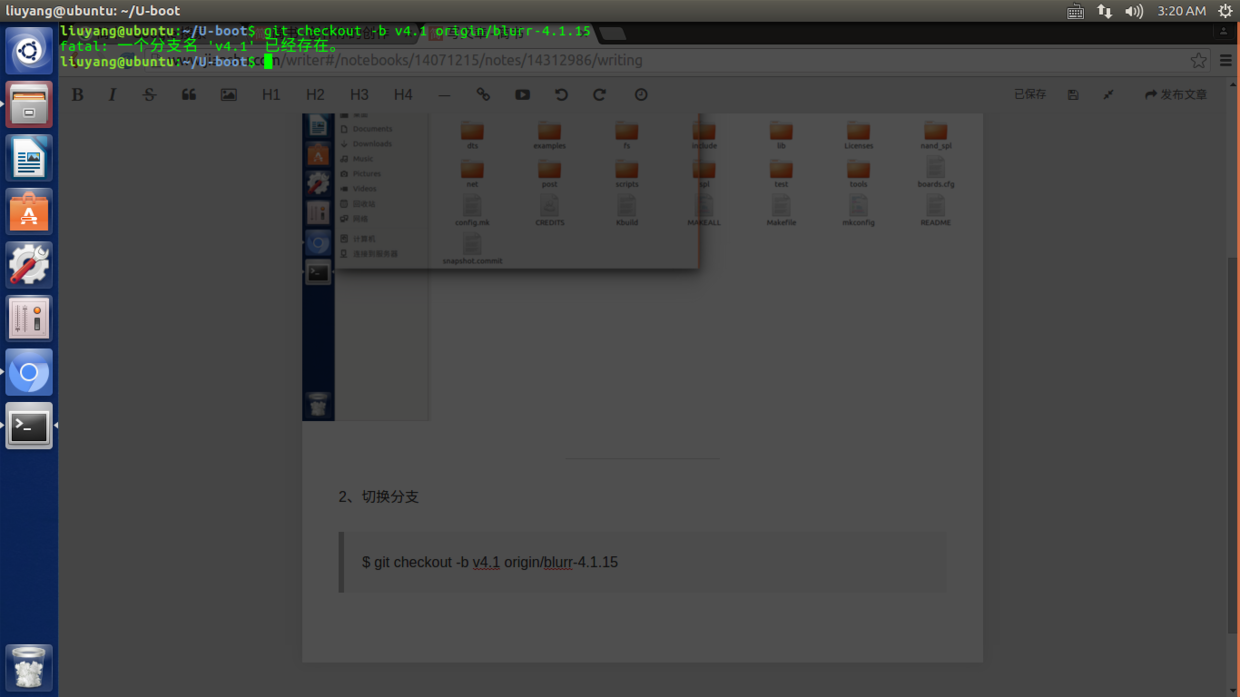 liuyang@ubuntu: ~/U-boot
3:20 AM
liuyang@ubuntu:~/U-boot$ git checkout -b v4.1 origin/blurr-4.1.15
fatal: 一个分支名 'v4.1' 已经存在。
liuyang@ubuntu:~/U-boot$
om/writer#/notebooks/14071215/notes/14312986/writing
B I S H1 H2 H3 H4
已保存
发布文章
Documents
Downloads
Music
Pictures
Videos
回收站
网络
计算机
连接到服务器
dts examples fs include lib Licenses nand_spl
net post scripts spl test tools boards.cfg
config.mk CREDITS Kbuild MAKEALL Makefile mkconfig README
snapshot.commit
2、切换分支
$ git checkout -b v4.1 origin/blurr-4.1.15